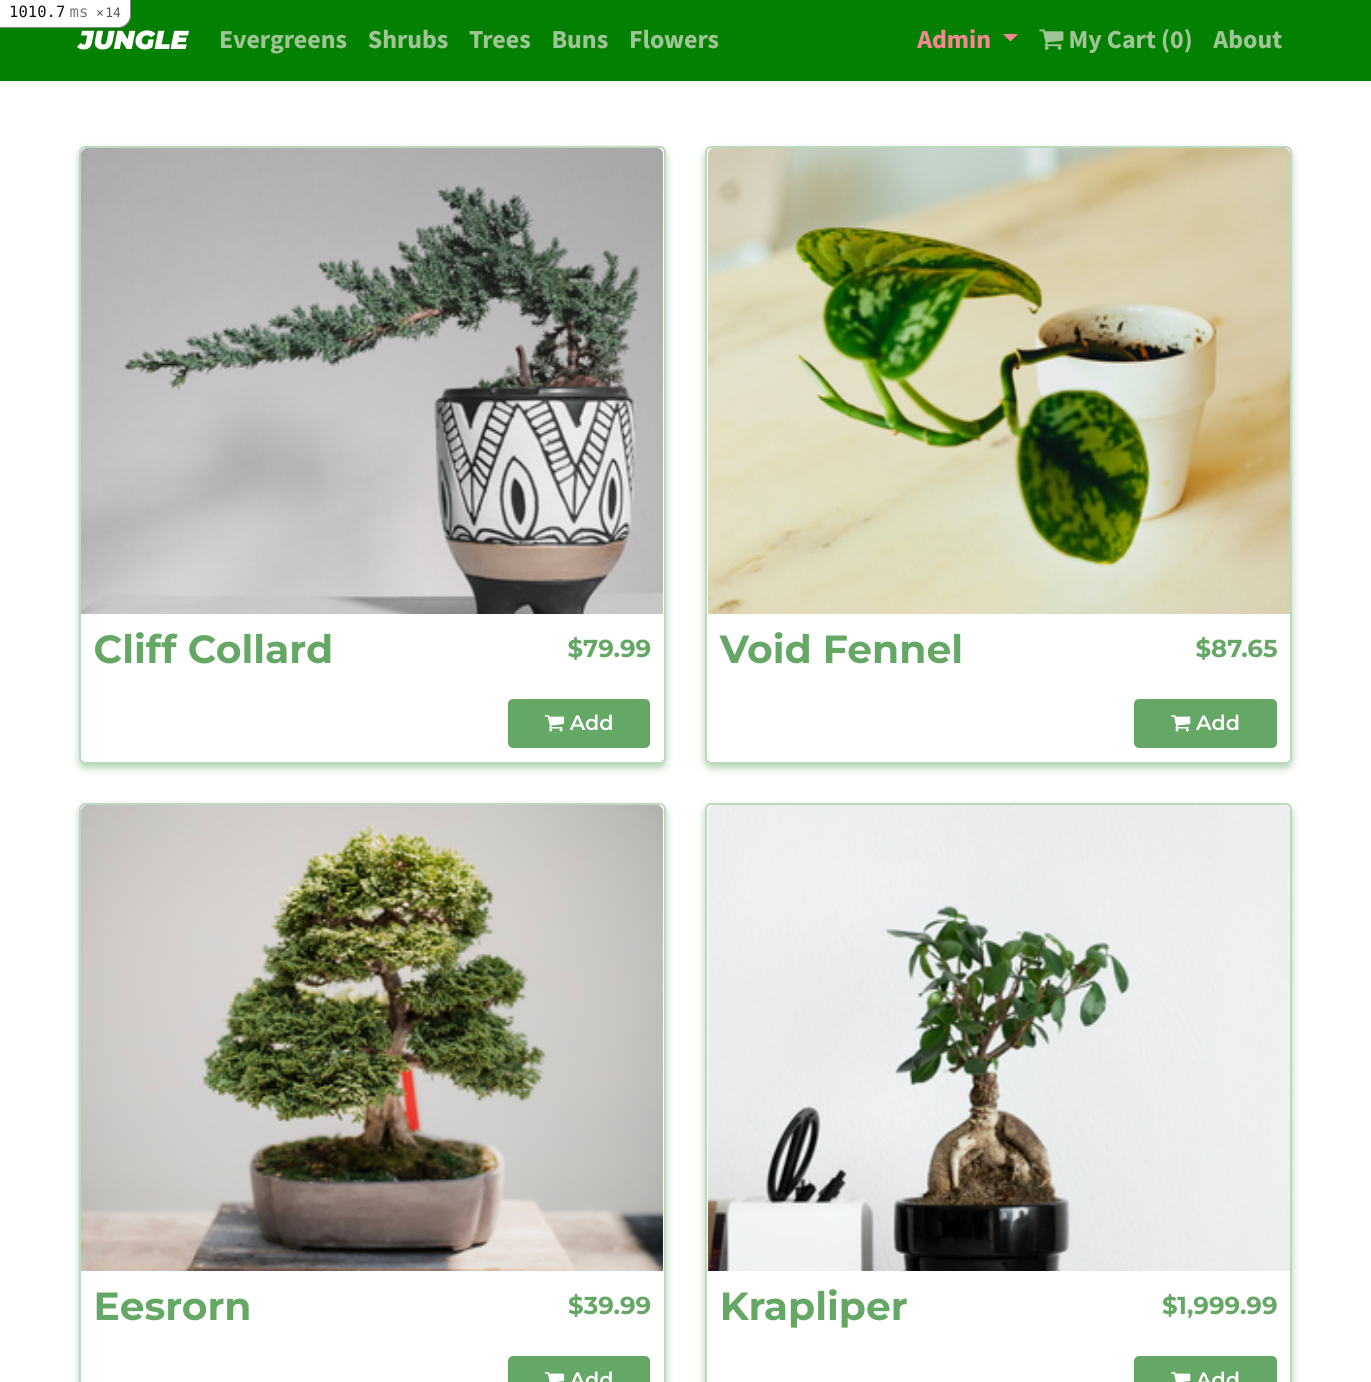 1010.7 ms ×14
JUNGLE Evergreens Shrubs Trees Buns Flowers Admin My Cart (0) About
Cliff Collard $79.99
Add
Void Fennel $87.65
Add
Eesrorn $39.99
Add
Krapliper $1,999.99
Add